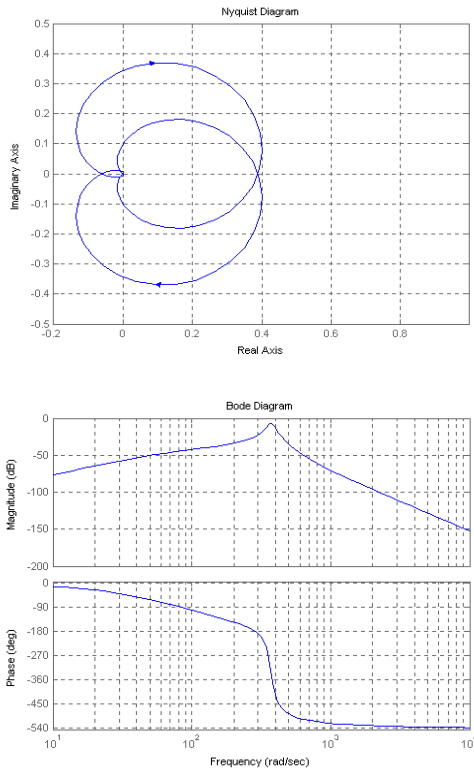 Nyquist Diagram
0.5
0.4
0.3
0.2
0.1
0
-0.1
-0.2
-0.3
-0.4
-0.5
Imaginary Axis
-0.2 0 0.2 0.4 0.6 0.8
Real Axis
Bode Diagram
0
-50
-100
-150
-200
Magnitude (dB)
0
-90
-180
-270
-360
-450
-540
Phase (deg)
10^1 10^2 10^3 10
Frequency (rad/sec)